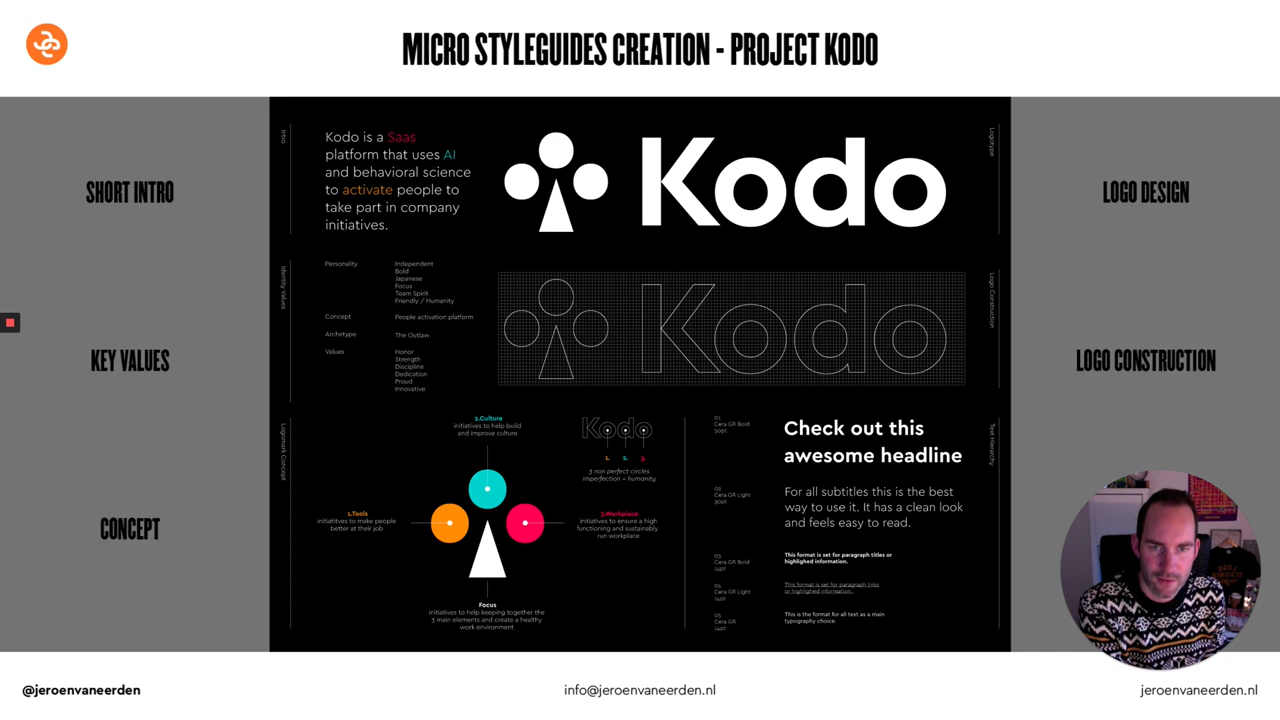 MICRO STYLEGUIDES CREATION - PROJECT KODO
SHORT INTRO
KEY VALUES
CONCEPT
Intro
Kodo is a Saas
platform that uses AI
and behavioral science
to activate people to
take part in company
initiatives.
Kodo
Logotype
Identity Values
Personality
Independent
Bold
Japanese
Focus
Team Spirit
Friendly / Humanity
Concept
People activation platform
Archetype
The Outlaw
Values
Honor
Strength
Discipline
Dedication
Proud
Innovative
Kodo
Logo Construction
Logomark Concept
2.Culture
initiatives to help build
and improve culture
1.Tools
initiatives to make people
better at their job
3.Workplace
initiatives to ensure a high
functioning and sustainably
run workplace
Focus
initiatives to help keeping together the
3 main elements and create a healthy
work environment
Kodo
1.
2.
3.
3 non perfect circles
imperfection = humanity
01
Cera GR Bold
50pt
Check out this
awesome headline
02
Cera GR Light
30pt
For all subtitles this is the best
way to use it. It has a clean look
and feels easy to read.
03
Cera GR Bold
14pt
This format is set for paragraph titles or
highlighed information.
04
Cera GR Light
14pt
This format is set for paragraph links
or highlighed information.
05
Cera GR
14pt
This is the format for all text as a main
typography choice.
Text Hierarchy
LOGO DESIGN
LOGO CONSTRUCTION
@jeroenvaneerden
info@jeroenvaneerden.nl
jeroenvaneerden.nl